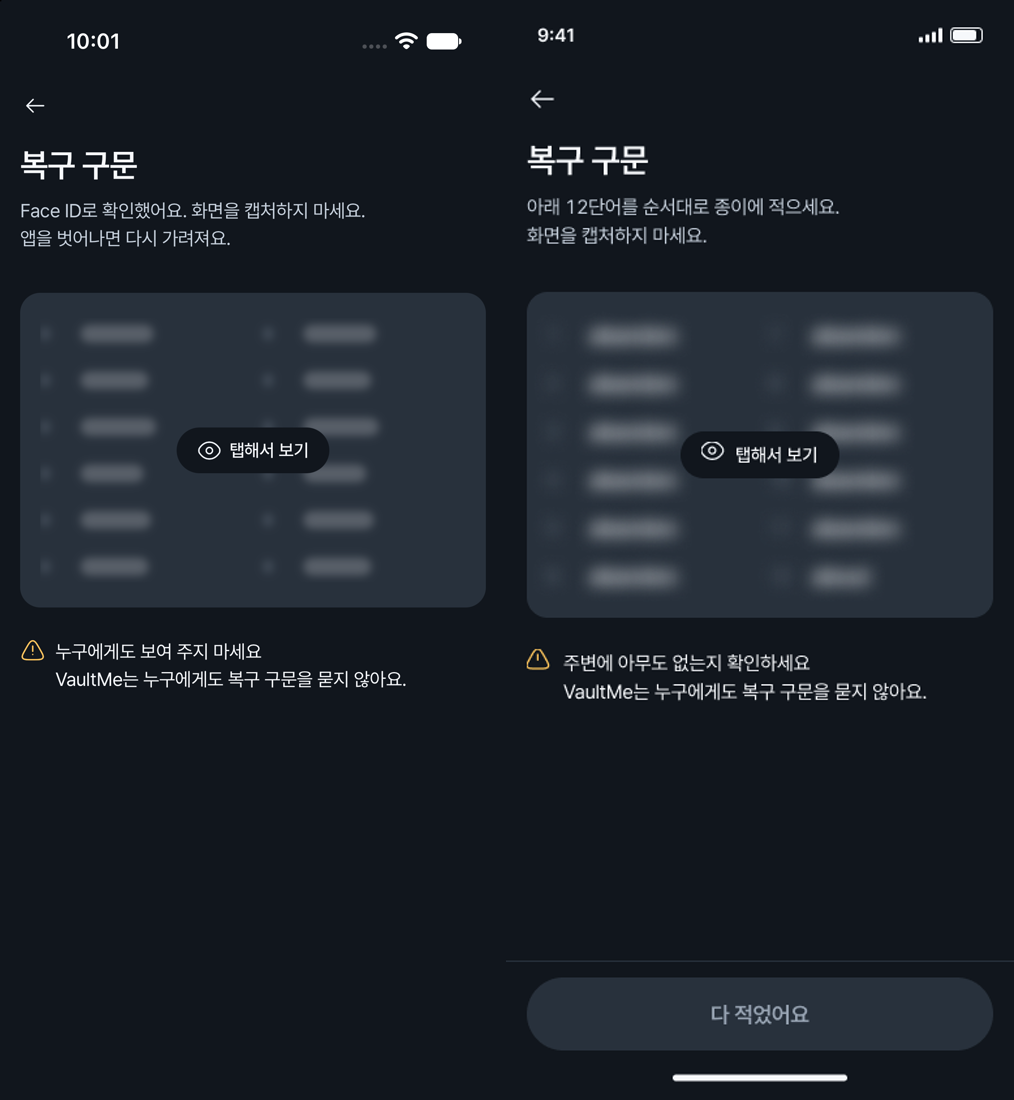 10:01
복구 구문
Face ID로 확인했어요. 화면을 캡처하지 마세요.
앱을 벗어나면 다시 가려져요.
탭해서 보기
누구에게도 보여 주지 마세요
VaultMe는 누구에게도 복구 구문을 묻지 않아요.
9:41
복구 구문
아래 12단어를 순서대로 종이에 적으세요.
화면을 캡처하지 마세요.
탭해서 보기
주변에 아무도 없는지 확인하세요
VaultMe는 누구에게도 복구 구문을 묻지 않아요.
다 적었어요